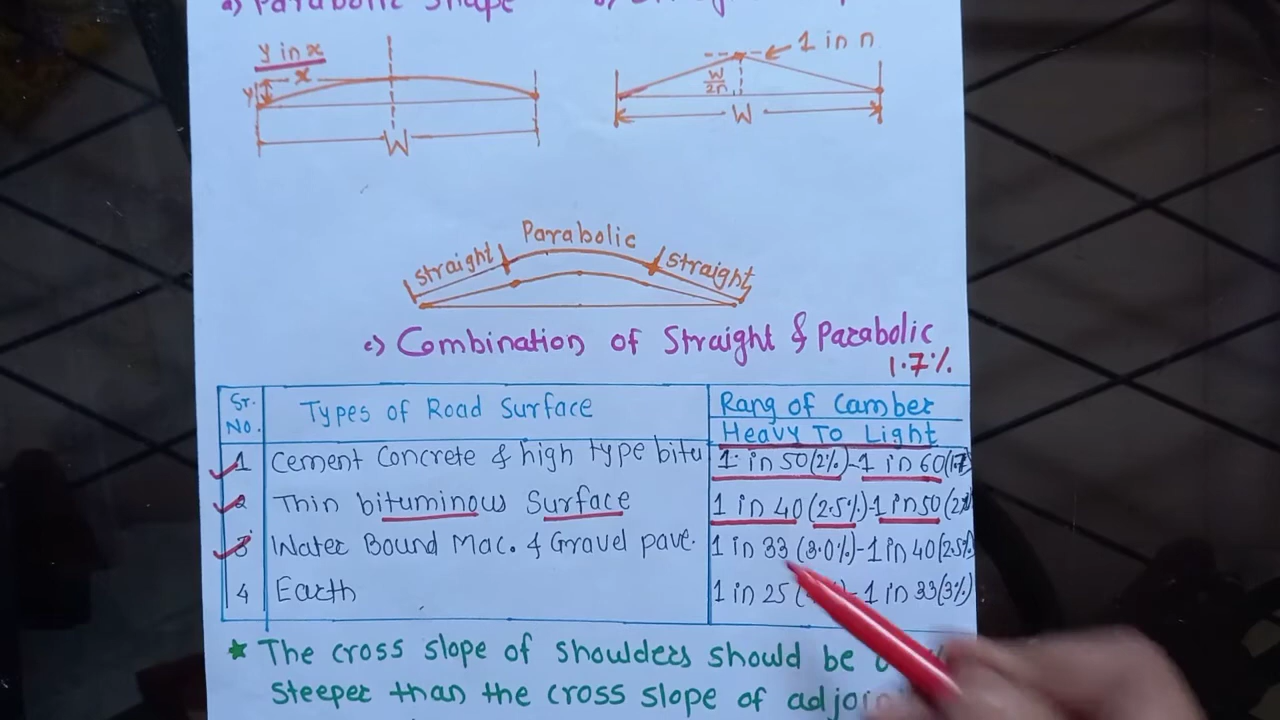 a) Parabolic Shape
y in x
x
y
W
1 in n
W/2n
W
straight Parabolic straight
c) Combination of Straight & Parabolic
1.7%
Sr. No. Types of Road Surface Rang of Camber
Heavy To Light
1 Cement Concrete & high type bitu 1 in 50(2%)-1 in 60(1.7
2 Thin bituminous Surface 1 in 40(2.5%)-1 in 50(2%
3 Water Bound Mac. & Gravel pave. 1 in 33(3.0%)-1 in 40(2.5%
4 Earth 1 in 25( -1 in 33(3%)
★ The cross slope of shoulders should be
steeper than the cross slope of adjoi